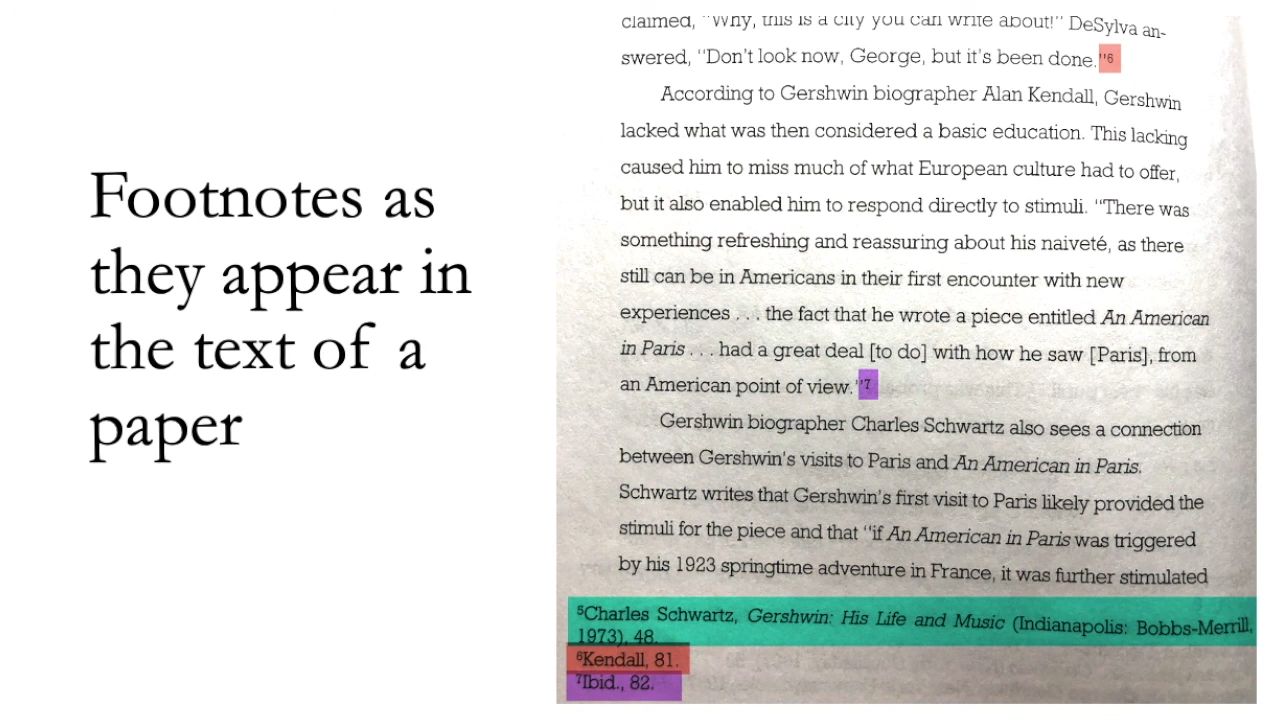 Footnotes as
they appear in
the text of a
paper
claimed, "Why, this is a city you can write about!" DeSylva an-
swered, "Don't look now, George, but it's been done."6
According to Gershwin biographer Alan Kendall, Gershwin
lacked what was then considered a basic education. This lacking
caused him to miss much of what European culture had to offer,
but it also enabled him to respond directly to stimuli. "There was
something refreshing and reassuring about his naiveté, as there
still can be in Americans in their first encounter with new
experiences . . . the fact that he wrote a piece entitled An American
in Paris . . . had a great deal [to do] with how he saw [Paris], from
an American point of view."7
Gershwin biographer Charles Schwartz also sees a connection
between Gershwin's visits to Paris and An American in Paris.
Schwartz writes that Gershwin's first visit to Paris likely provided the
stimuli for the piece and that "if An American in Paris was triggered
by his 1923 springtime adventure in France, it was further stimulated
5Charles Schwartz, Gershwin: His Life and Music (Indianapolis: Bobbs-Merrill,
1973), 48.
6Kendall, 81.
7Ibid., 82.